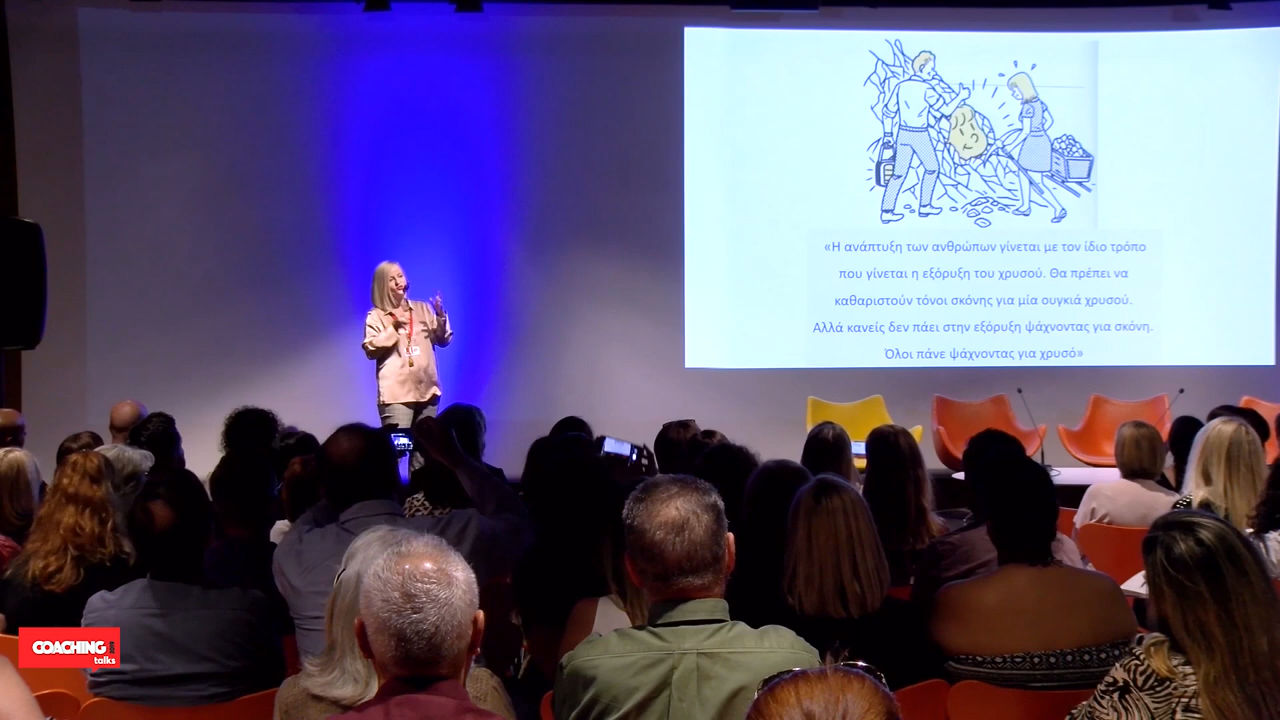 «Η ανάπτυξη των ανθρώπων γίνεται με τον ίδιο τρόπο
που γίνεται η εξόρυξη του χρυσού. Θα πρέπει να
καθαριστούν τόνοι σκόνης για μία ουγκιά χρυσού.
Αλλά κανείς δεν πάει στην εξόρυξη ψάχνοντας για σκόνη.
Όλοι πάνε ψάχνοντας για χρυσό»
COACHING
talks